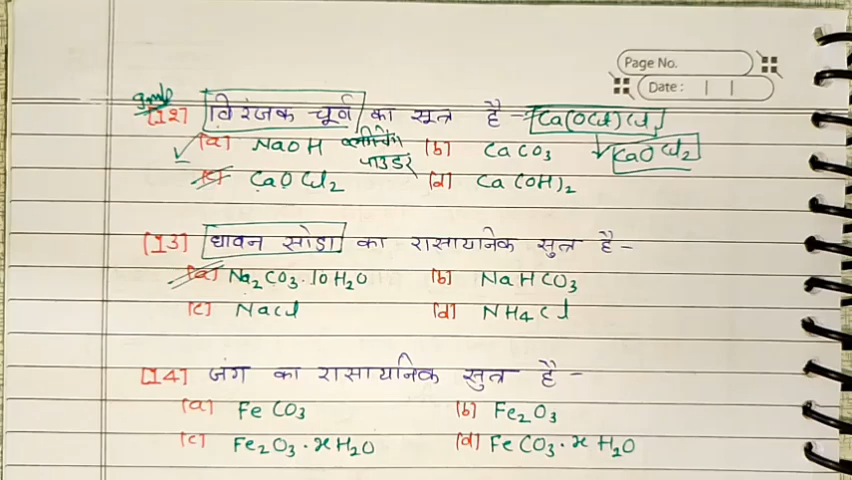 Page No.
Date :
gmb
[12] विरंजक चूर्व का सूत्र है - Ca(OCl)Cl,
(a) NaOH ब्लीचिंग पाउडर (b) CaCO3 CaOCl2
(c) CaOCl2 (d) Ca(OH)2
[13] धावन सोडा का रासायनिक सुत्र है -
(a) Na2CO3.10H2O (b) NaHCO3
(c) NaCl (d) NH4Cl
[14] जंग का रासायनिक सुत्र है -
(a) FeCO3 (b) Fe2O3
(c) Fe2O3.xH2O (d) FeCO3.xH2O